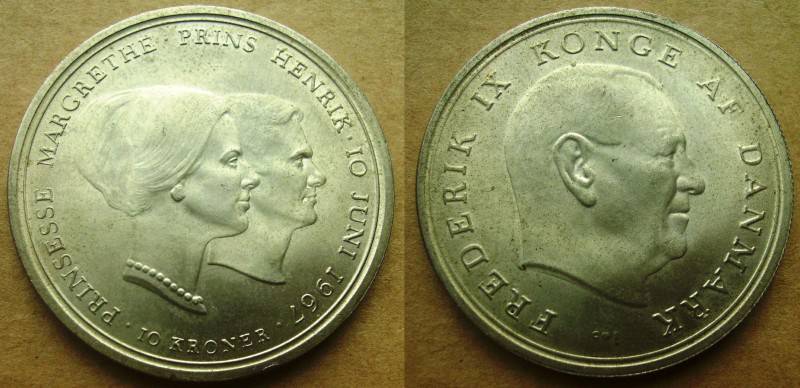 PRINSESSE MARGRETHE · PRINS HENRIK · 10 JUNI 1967 ·
10 KRONER ·
FREDERIK IX KONGE AF DANMARK